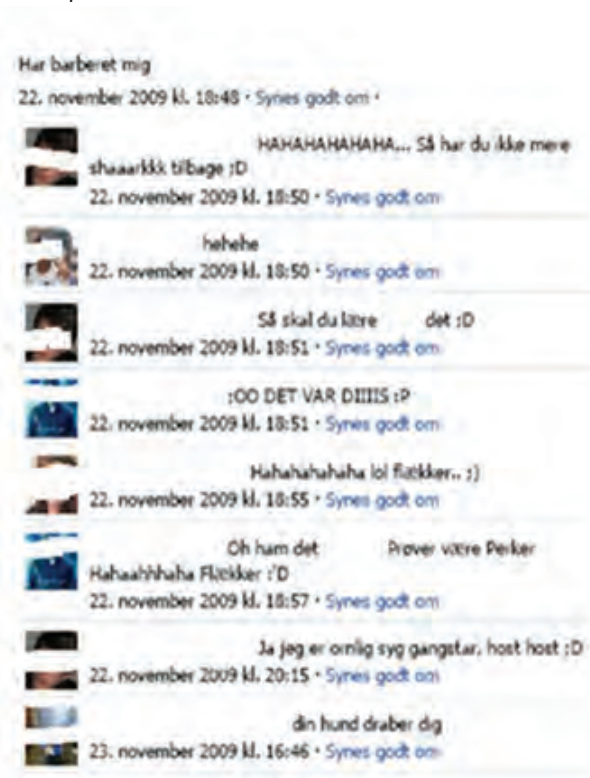 Har barberet mig
22. november 2009 kl. 18:48 · Synes godt om ·
HAHAHAHAHAHA... Så har du ikke mere
shaaarkkk tilbage ;D
22. november 2009 kl. 18:50 · Synes godt om
hehehe
22. november 2009 kl. 18:50 · Synes godt om
Så skal du lære det ;D
22. november 2009 kl. 18:51 · Synes godt om
;OO DET VAR DIIIIS ;P
22. november 2009 kl. 18:51 · Synes godt om
Hahahahahaha lol flækker.. ;)
22. november 2009 kl. 18:55 · Synes godt om
Oh ham det Prøver være Perker
Hahaahhhaha Flækker :'D
22. november 2009 kl. 18:57 · Synes godt om
Ja jeg er ornlig syg gangstar, host host ;D
22. november 2009 kl. 20:15 · Synes godt om
din hund draber dig
23. november 2009 kl. 16:46 · Synes godt om